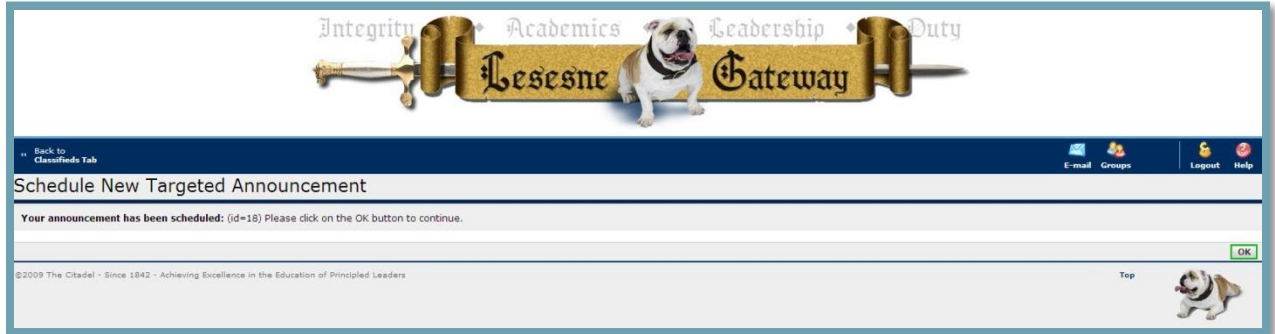 Integrity Academics Leadership Duty
Lesesne Gateway
" Back to
Classifieds Tab
E-mail Groups Logout Help
Schedule New Targeted Announcement
Your announcement has been scheduled: (id=18) Please click on the OK button to continue.
OK
©2009 The Citadel - Since 1842 - Achieving Excellence in the Education of Principled Leaders
Top